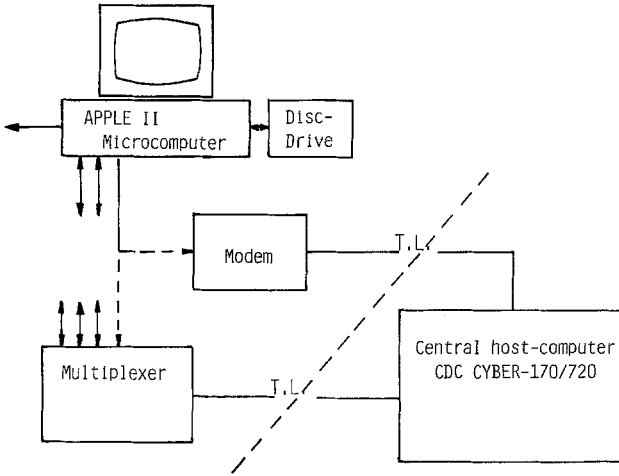 APPLE II
Microcomputer
Disc-
Drive
T.L.
Modem
Central host-computer
CDC CYBER-170/720
Multiplexer
T.L.